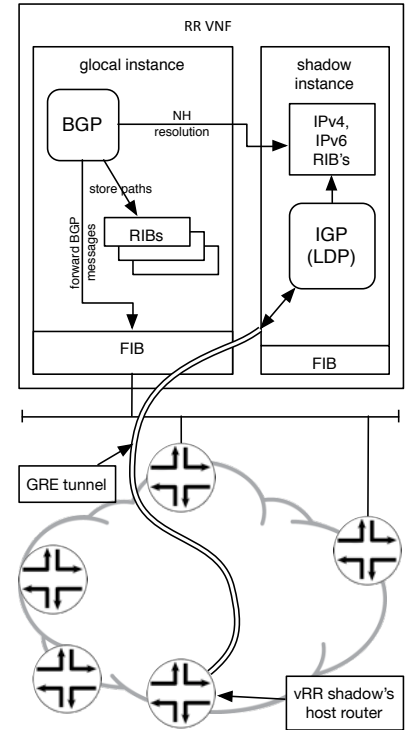 RR VNF
glocal instance
shadow
instance
BGP
NH
resolution
IPv4,
IPv6
RIB's
store paths
RIBs
forward BGP
messages
IGP
(LDP)
FIB
FIB
GRE tunnel
vRR shadow's
host router